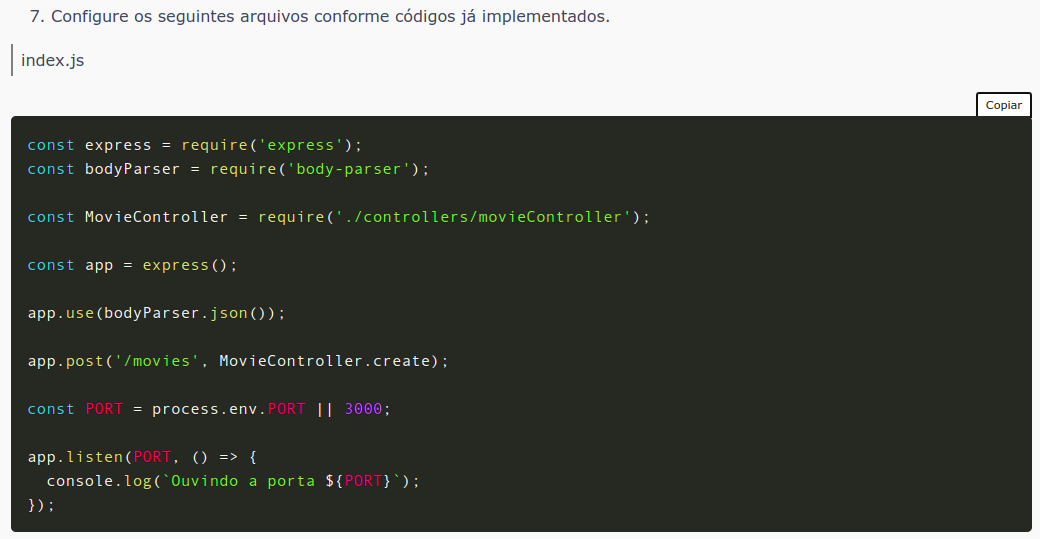 7. Configure os seguintes arquivos conforme códigos já implementados.
index.js
Copiar
const express = require('express');
const bodyParser = require('body-parser');
const MovieController = require('./controllers/movieController');
const app = express();
app.use(bodyParser.json());
app.post('/movies', MovieController.create);
const PORT = process.env.PORT || 3000;
app.listen(PORT, () => {
  console.log(`Ouvindo a porta ${PORT}`);
});